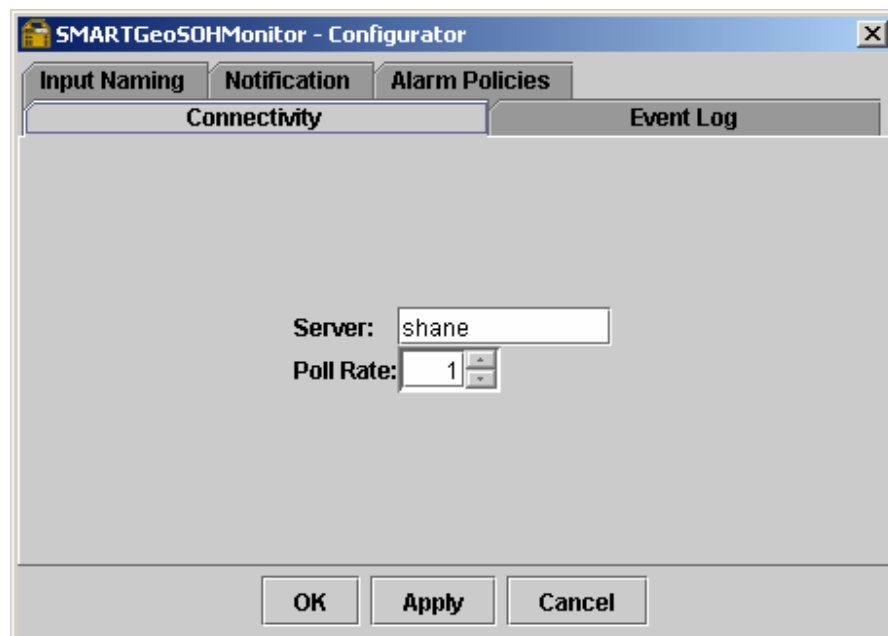 SMARTGeoSOHMonitor - Configurator
Input Naming Notification Alarm Policies
Connectivity Event Log
Server: shane
Poll Rate: 1
OK Apply Cancel